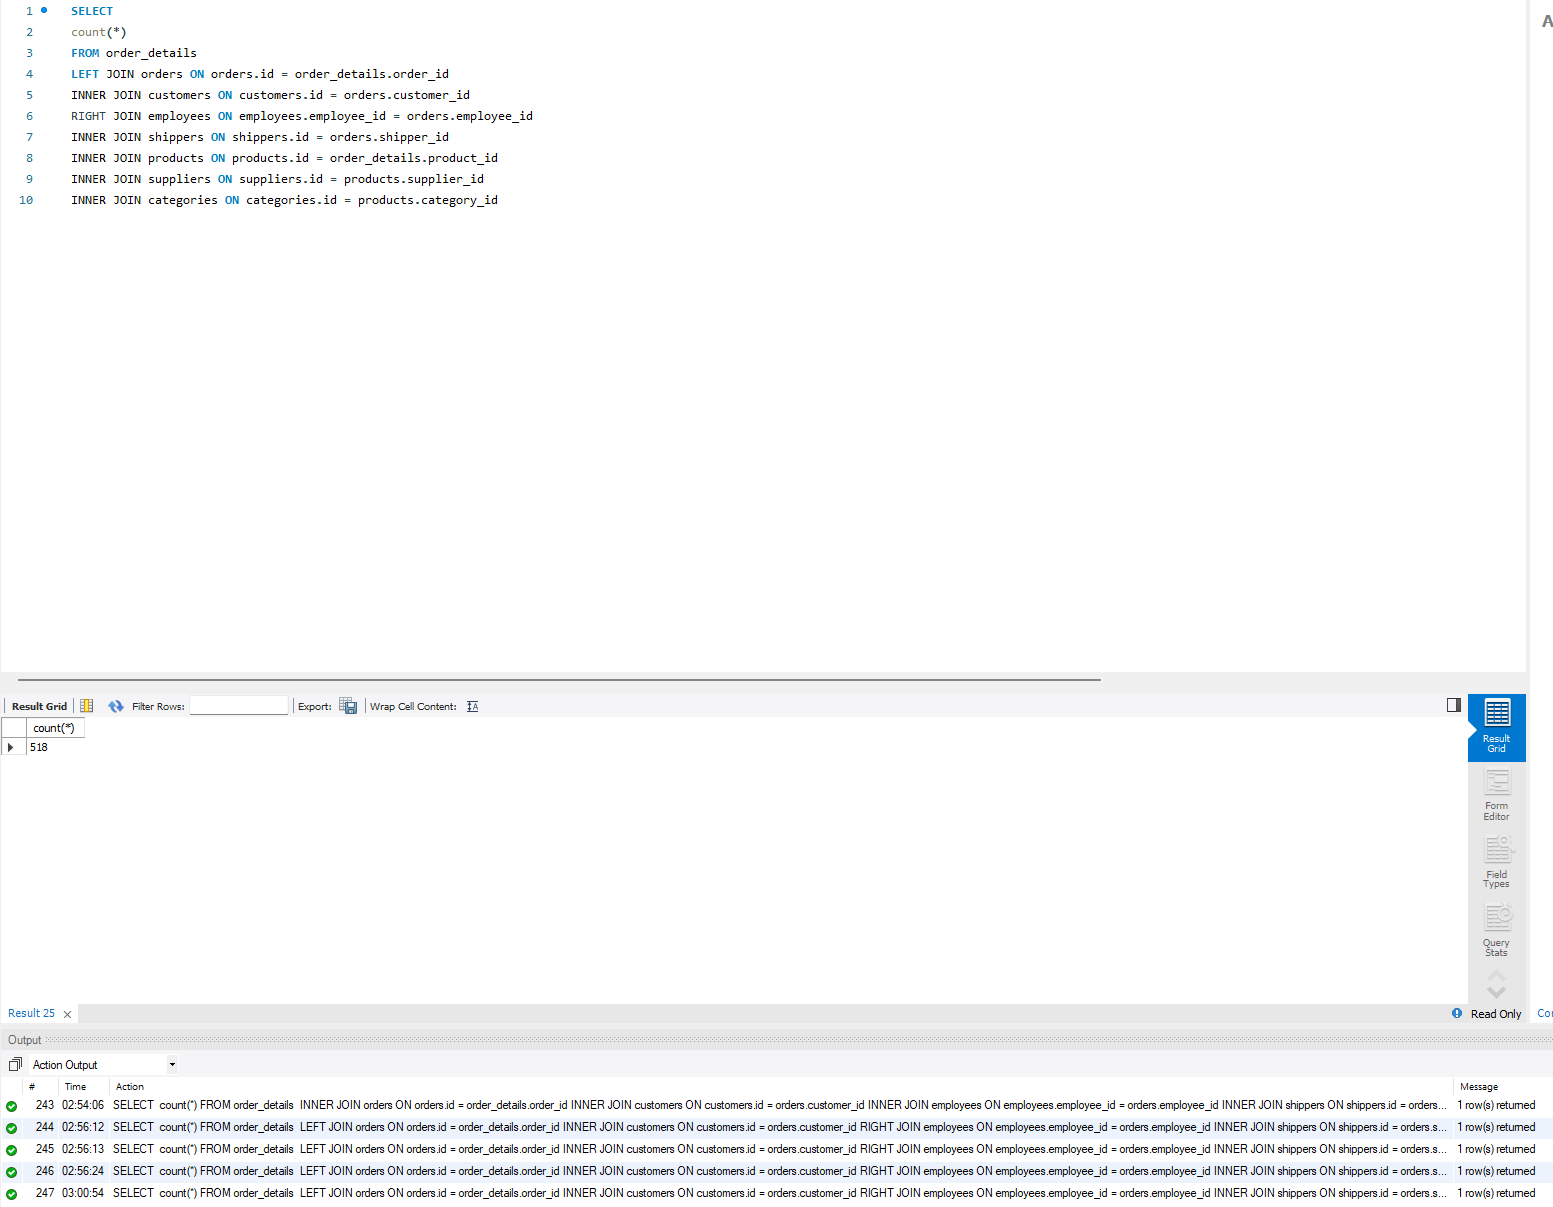 1 SELECT
2 count(*)
3 FROM order_details
4 LEFT JOIN orders ON orders.id = order_details.order_id
5 INNER JOIN customers ON customers.id = orders.customer_id
6 RIGHT JOIN employees ON employees.employee_id = orders.employee_id
7 INNER JOIN shippers ON shippers.id = orders.shipper_id
8 INNER JOIN products ON products.id = order_details.product_id
9 INNER JOIN suppliers ON suppliers.id = products.supplier_id
10 INNER JOIN categories ON categories.id = products.category_id
A
Result Grid Filter Rows: Export: Wrap Cell Content:
count(*)
518
Result
Grid
Form
Editor
Field
Types
Query
Stats
Result 25 Read Only Cor
Output
Action Output
# Time Action Message
243 02:54:06 SELECT count(*) FROM order_details INNER JOIN orders ON orders.id = order_details.order_id INNER JOIN customers ON customers.id = orders.customer_id INNER JOIN employees ON employees.employee_id = orders.employee_id INNER JOIN shippers ON shippers.id = orders... 1 row(s) returned
244 02:56:12 SELECT count(*) FROM order_details LEFT JOIN orders ON orders.id = order_details.order_id INNER JOIN customers ON customers.id = orders.customer_id RIGHT JOIN employees ON employees.employee_id = orders.employee_id INNER JOIN shippers ON shippers.id = orders.s... 1 row(s) returned
245 02:56:13 SELECT count(*) FROM order_details LEFT JOIN orders ON orders.id = order_details.order_id INNER JOIN customers ON customers.id = orders.customer_id RIGHT JOIN employees ON employees.employee_id = orders.employee_id INNER JOIN shippers ON shippers.id = orders.s... 1 row(s) returned
246 02:56:24 SELECT count(*) FROM order_details LEFT JOIN orders ON orders.id = order_details.order_id INNER JOIN customers ON customers.id = orders.customer_id RIGHT JOIN employees ON employees.employee_id = orders.employee_id INNER JOIN shippers ON shippers.id = orders.s... 1 row(s) returned
247 03:00:54 SELECT count(*) FROM order_details LEFT JOIN orders ON orders.id = order_details.order_id INNER JOIN customers ON customers.id = orders.customer_id RIGHT JOIN employees ON employees.employee_id = orders.employee_id INNER JOIN shippers ON shippers.id = orders.s... 1 row(s) returned